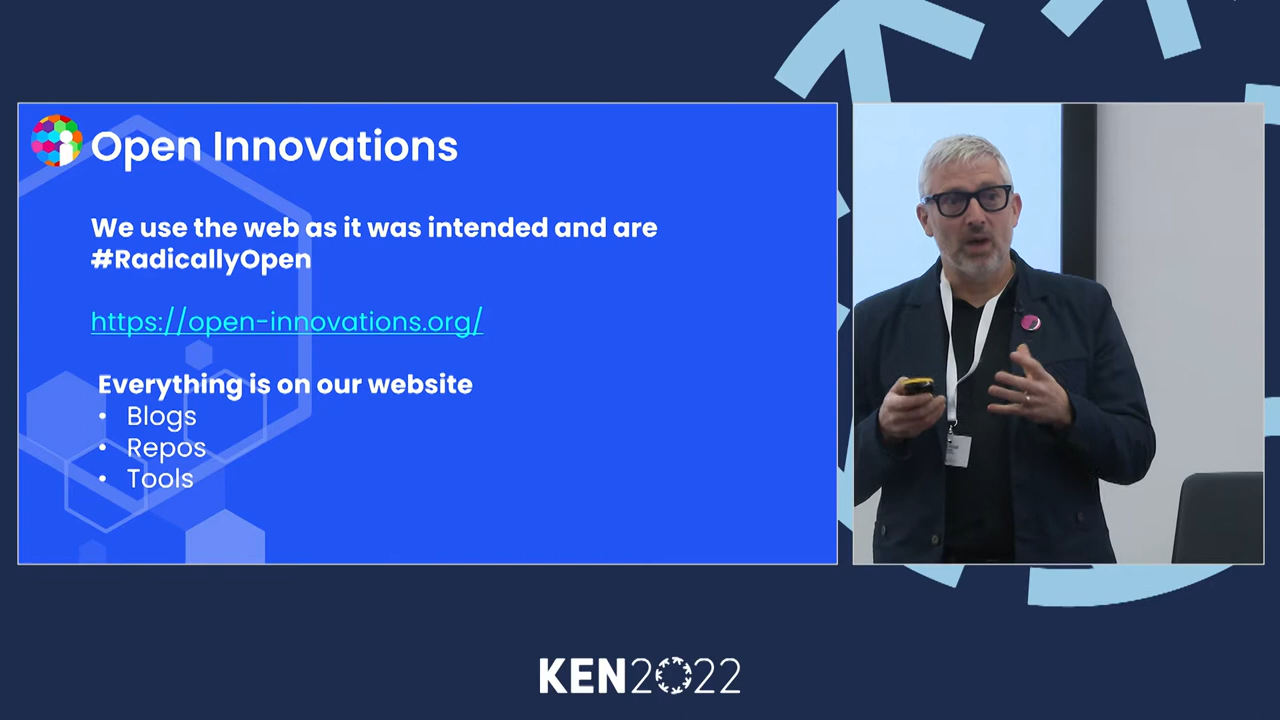 Open Innovations
We use the web as it was intended and are
#RadicallyOpen
https://open-innovations.org/
Everything is on our website
• Blogs
• Repos
• Tools
KEN2022